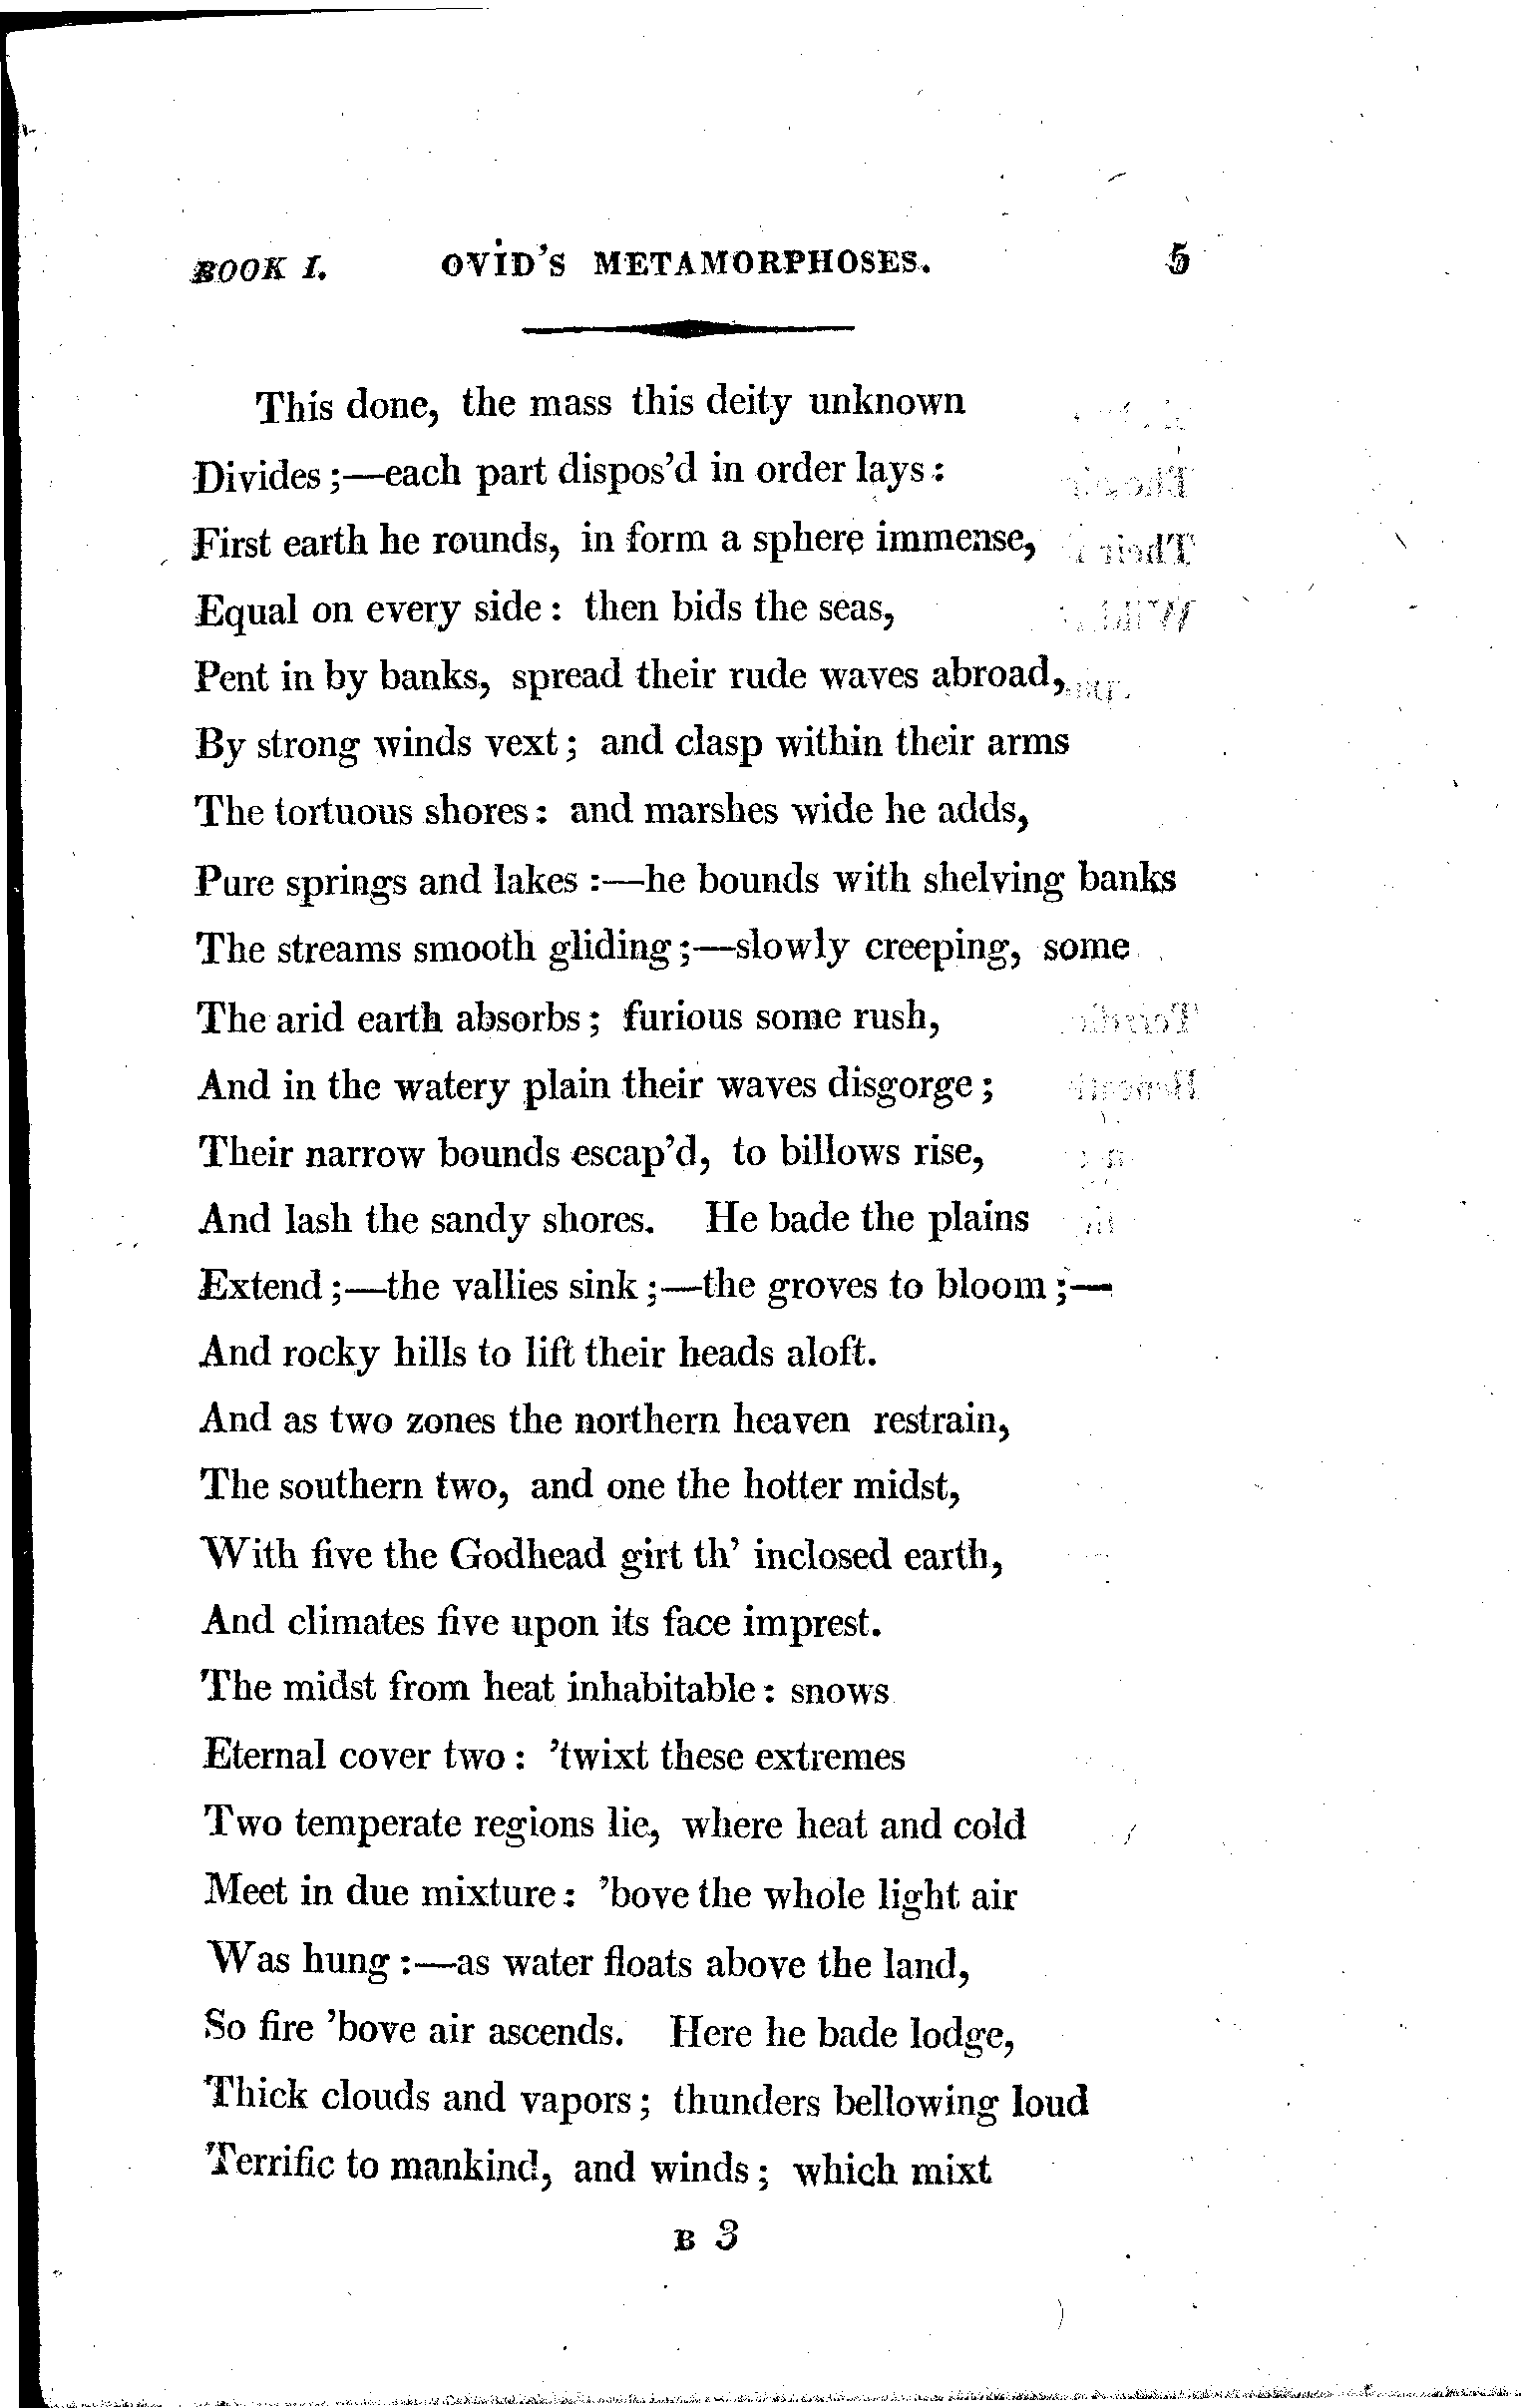 BOOK I. OVID'S METAMORPHOSES. 5
This done, the mass this deity unknown
Divides;—each part dispos'd in order lays:
First earth he rounds, in form a sphere immense,
Equal on every side: then bids the seas,
Pent in by banks, spread their rude waves abroad,
By strong winds vext; and clasp within their arms
The tortuous shores: and marshes wide he adds,
Pure springs and lakes:—he bounds with shelving banks
The streams smooth gliding;—slowly creeping, some
The arid earth absorbs; furious some rush,
And in the watery plain their waves disgorge;
Their narrow bounds escap'd, to billows rise,
And lash the sandy shores. He bade the plains
Extend;—the vallies sink;—the groves to bloom;—
And rocky hills to lift their heads aloft.
And as two zones the northern heaven restrain,
The southern two, and one the hotter midst,
With five the Godhead girt th' inclosed earth,
And climates five upon its face imprest.
The midst from heat inhabitable: snows
Eternal cover two: 'twixt these extremes
Two temperate regions lie, where heat and cold
Meet in due mixture: 'bove the whole light air
Was hung:—as water floats above the land,
So fire 'bove air ascends. Here he bade lodge,
Thick clouds and vapors; thunders bellowing loud
Terrific to mankind, and winds; which mixt
B 3